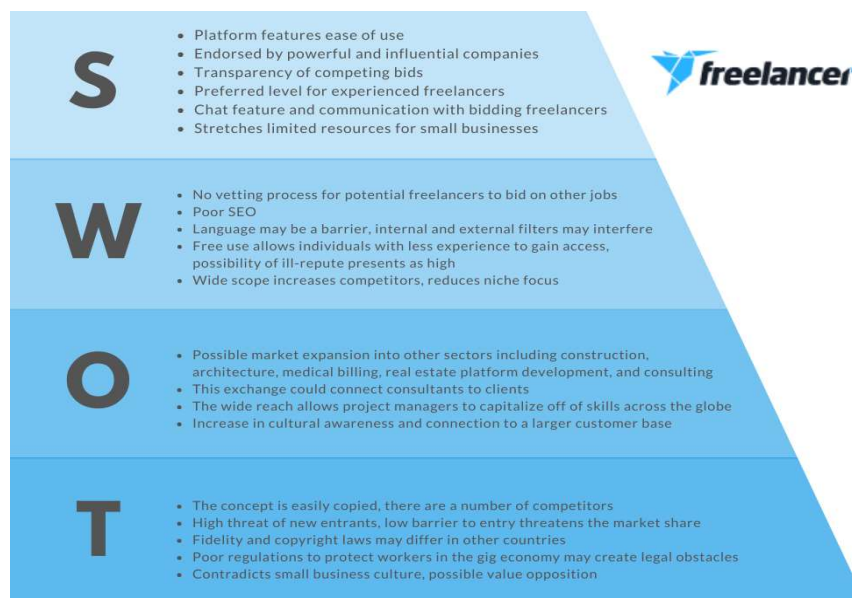 S
• Platform features ease of use
• Endorsed by powerful and influential companies
• Transparency of competing bids
• Preferred level for experienced freelancers
• Chat feature and communication with bidding freelancers
• Stretches limited resources for small businesses
freelancer
W
• No vetting process for potential freelancers to bid on other jobs
• Poor SEO
• Language may be a barrier, internal and external filters may interfere
• Free use allows individuals with less experience to gain access,
possibility of ill-repute presents as high
• Wide scope increases competitors, reduces niche focus
O
• Possible market expansion into other sectors including construction,
architecture, medical billing, real estate platform development, and consulting
• This exchange could connect consultants to clients
• The wide reach allows project managers to capitalize off of skills across the globe
• Increase in cultural awareness and connection to a larger customer base
T
• The concept is easily copied, there are a number of competitors
• High threat of new entrants, low barrier to entry threatens the market share
• Fidelity and copyright laws may differ in other countries
• Poor regulations to protect workers in the gig economy may create legal obstacles
• Contradicts small business culture, possible value opposition